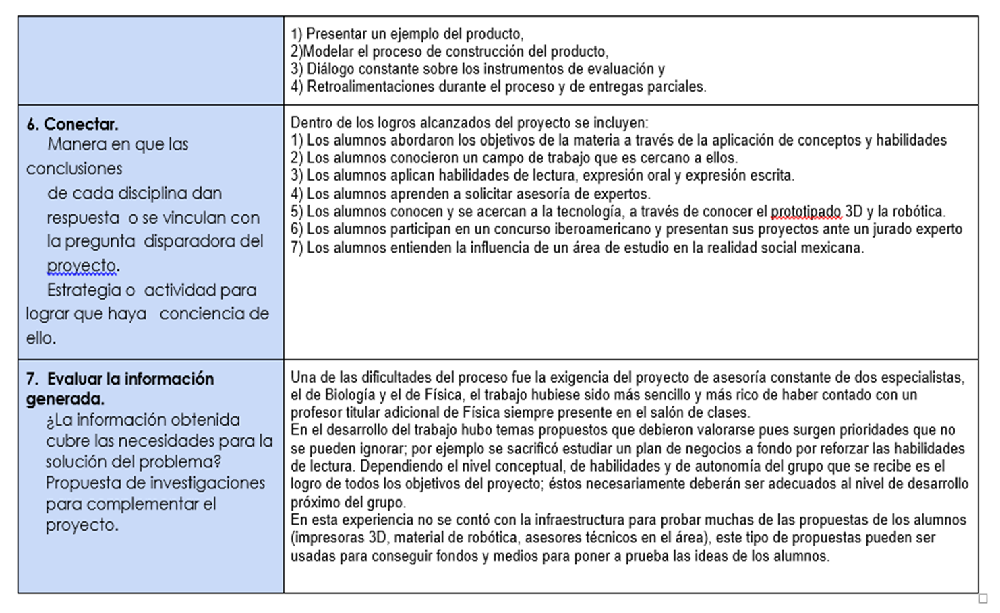 1) Presentar un ejemplo del producto,
2)Modelar el proceso de construcción del producto,
3) Diálogo constante sobre los instrumentos de evaluación y
4) Retroalimentaciones durante el proceso y de entregas parciales.
6. Conectar.
Manera en que las
conclusiones
de cada disciplina dan
respuesta o se vinculan con
la pregunta disparadora del
proyecto.
Estrategia o actividad para
lograr que haya conciencia de
ello.
Dentro de los logros alcanzados del proyecto se incluyen:
1) Los alumnos abordaron los objetivos de la materia a través de la aplicación de conceptos y habilidades
2) Los alumnos conocieron un campo de trabajo que es cercano a ellos.
3) Los alumnos aplican habilidades de lectura, expresión oral y expresión escrita.
4) Los alumnos aprenden a solicitar asesoría de expertos.
5) Los alumnos conocen y se acercan a la tecnología, a través de conocer el prototipado 3D y la robótica.
6) Los alumnos participan en un concurso iberoamericano y presentan sus proyectos ante un jurado experto
7) Los alumnos entienden la influencia de un área de estudio en la realidad social mexicana.
7. Evaluar la información
generada.
¿La información obtenida
cubre las necesidades para la
solución del problema?
Propuesta de investigaciones
para complementar el
proyecto.
Una de las dificultades del proceso fue la exigencia del proyecto de asesoría constante de dos especialistas,
el de Biología y el de Física, el trabajo hubiese sido más sencillo y más rico de haber contado con un
profesor titular adicional de Física siempre presente en el salón de clases.
En el desarrollo del trabajo hubo temas propuestos que debieron valorarse pues surgen prioridades que no
se pueden ignorar; por ejemplo se sacrificó estudiar un plan de negocios a fondo por reforzar las habilidades
de lectura. Dependiendo el nivel conceptual, de habilidades y de autonomía del grupo que se recibe es el
logro de todos los objetivos del proyecto; éstos necesariamente deberán ser adecuados al nivel de desarrollo
próximo del grupo.
En esta experiencia no se contó con la infraestructura para probar muchas de las propuestas de los alumnos
(impresoras 3D, material de robótica, asesores técnicos en el área), este tipo de propuestas pueden ser
usadas para conseguir fondos y medios para poner a prueba las ideas de los alumnos.